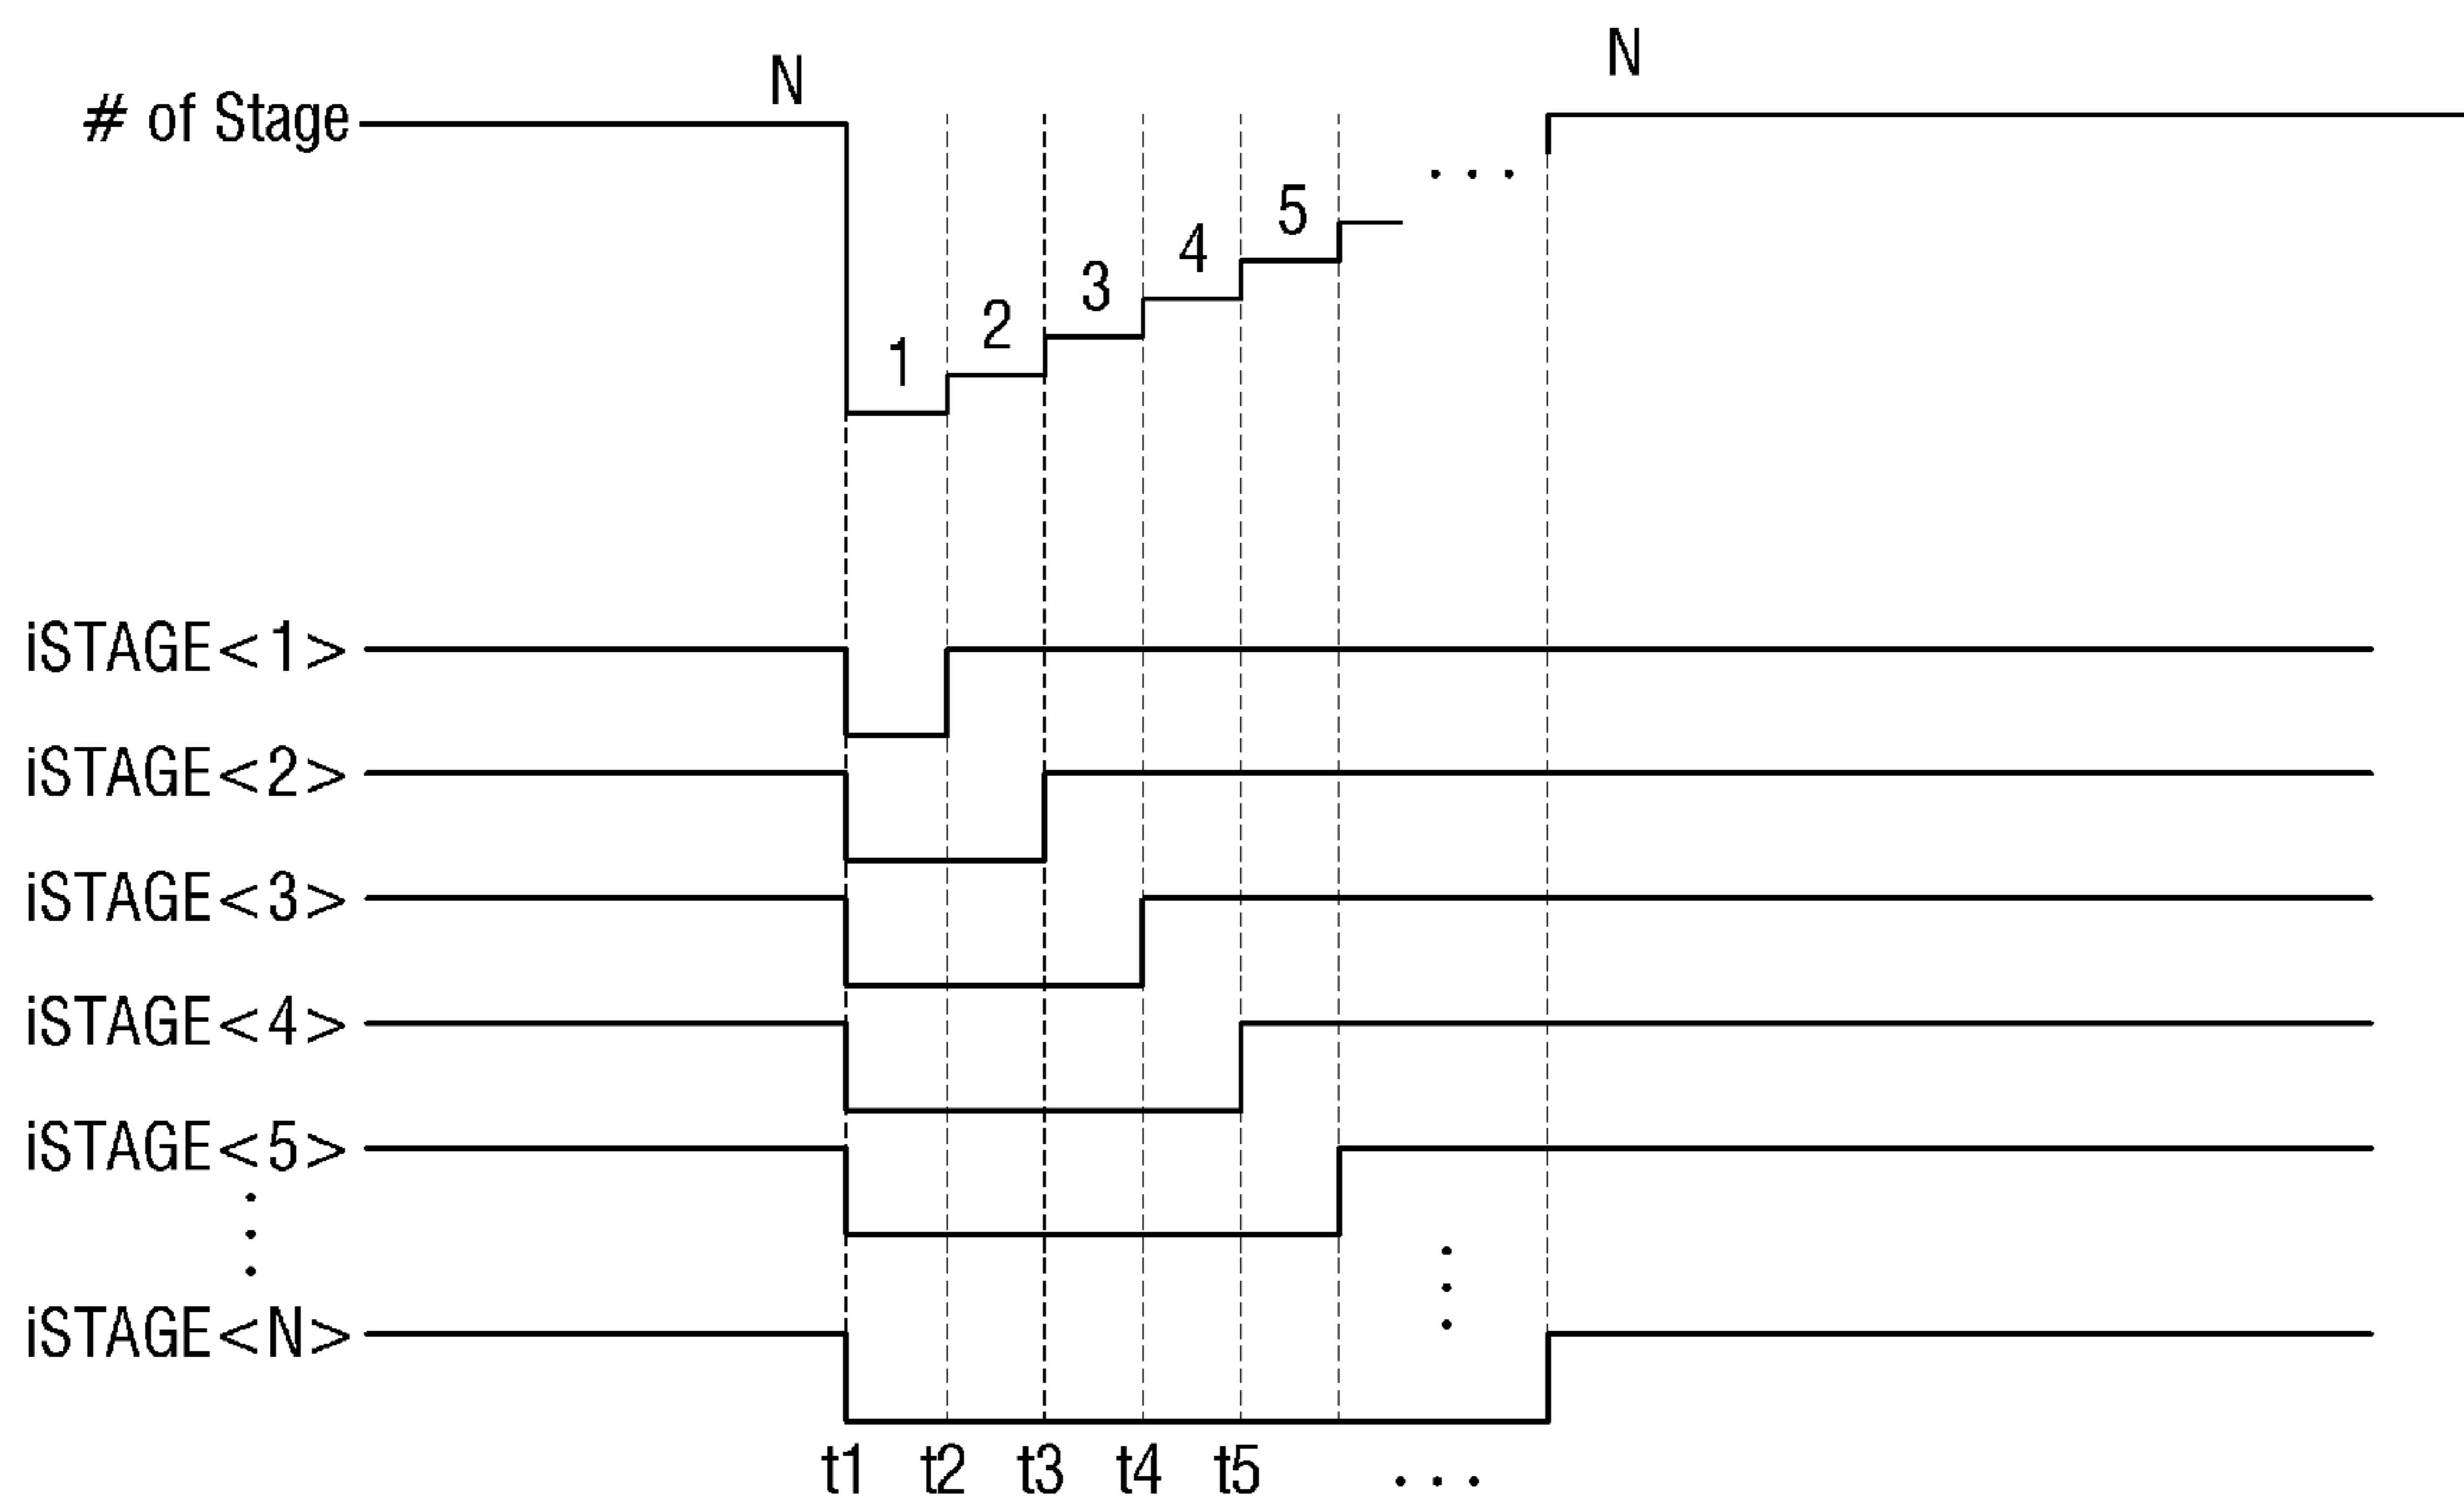 N
N
# of Stage
...
5
4
3
2
1
iSTAGE<1>
iSTAGE<2>
iSTAGE<3>
iSTAGE<4>
iSTAGE<5>
iSTAGE<N>
t1 t2 t3 t4 t5 ...